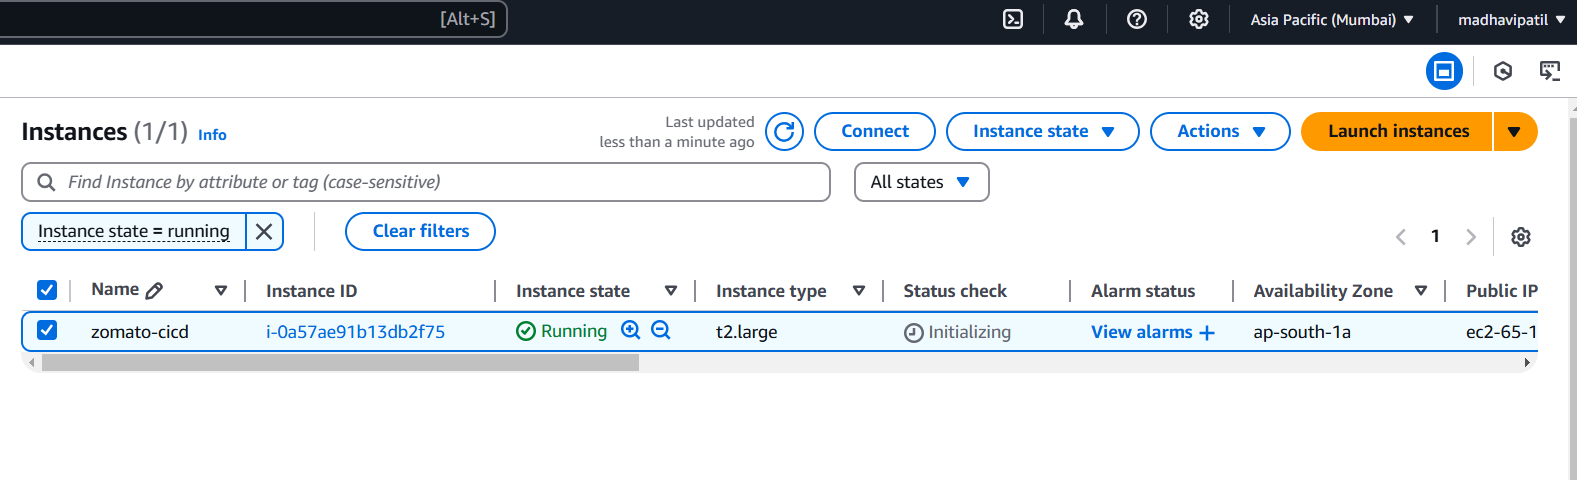 [Alt+S] Asia Pacific (Mumbai) madhavipatil
Instances (1/1) Info
Last updated
less than a minute ago
Connect Instance state Actions Launch instances
Find Instance by attribute or tag (case-sensitive) All states
Instance state = running Clear filters
1
Name Instance ID Instance state Instance type Status check Alarm status Availability Zone Public IP
zomato-cicd i-0a57ae91b13db2f75 Running t2.large Initializing View alarms + ap-south-1a ec2-65-1